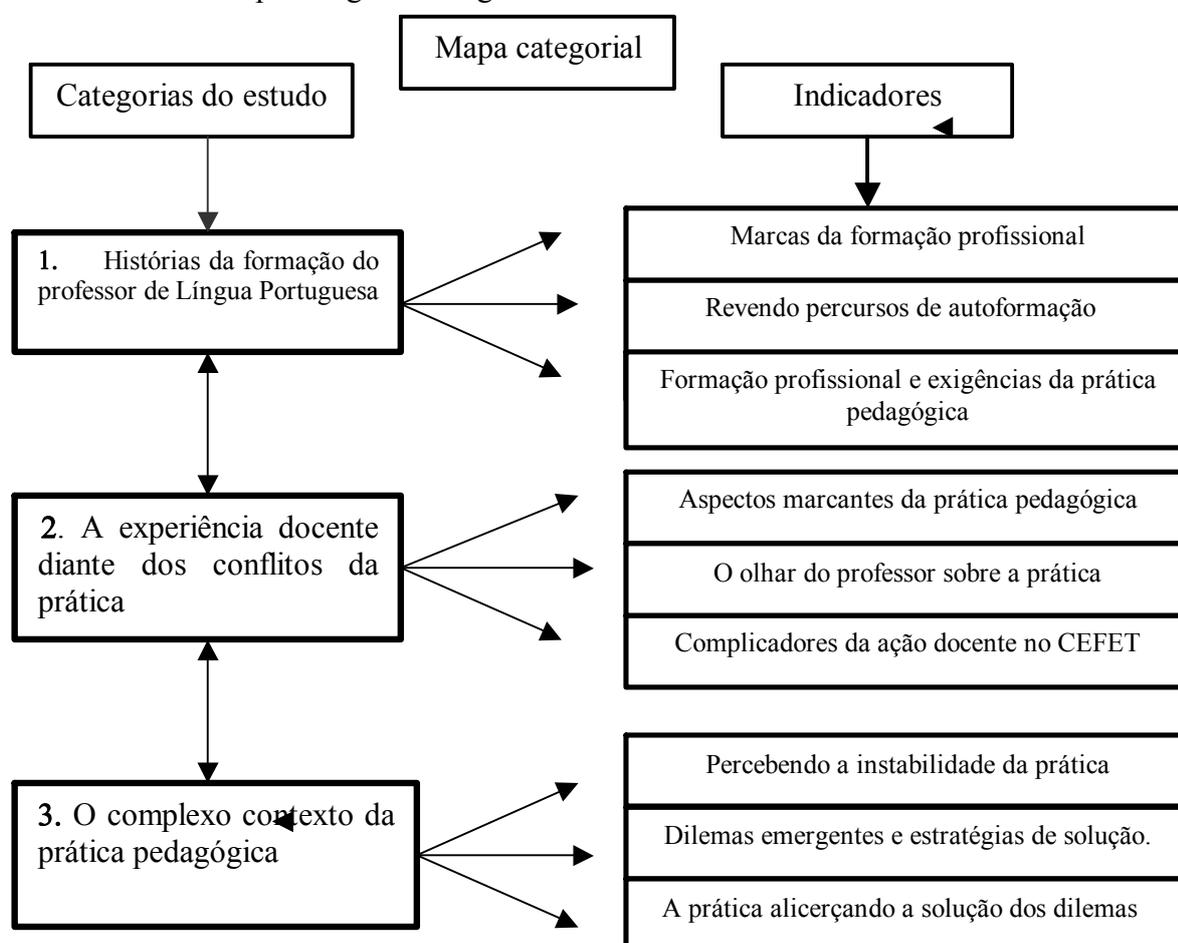 Mapa categorial
Categorias do estudo
Indicadores
1. Histórias da formação do
professor de Língua Portuguesa
Marcas da formação profissional
Revendo percursos de autoformação
Formação profissional e exigências da prática
pedagógica
2. A experiência docente
diante dos conflitos da
prática
Aspectos marcantes da prática pedagógica
O olhar do professor sobre a prática
Complicadores da ação docente no CEFET
3. O complexo contexto da
prática pedagógica
Percebendo a instabilidade da prática
Dilemas emergentes e estratégias de solução.
A prática alicerçando a solução dos dilemas